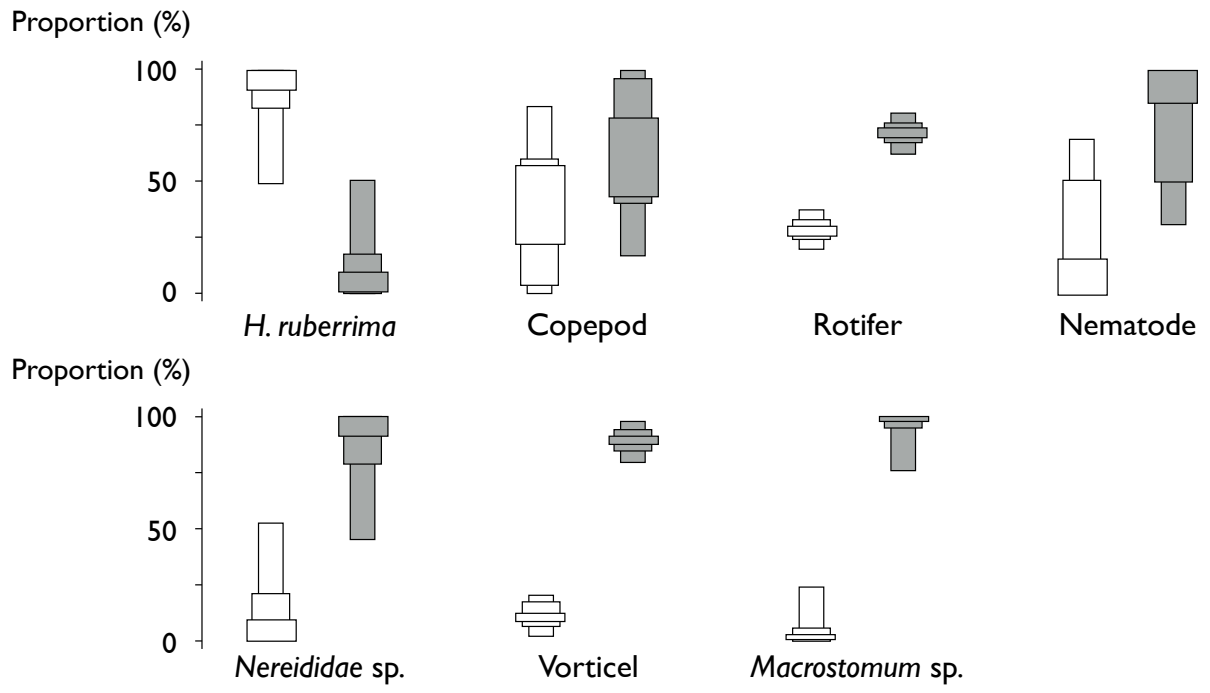 Proportion (%)
100
50
0
H. ruberrima Copepod Rotifer Nematode
Proportion (%)
100
50
0
Nereididae sp. Vorticel Macrostomum sp.